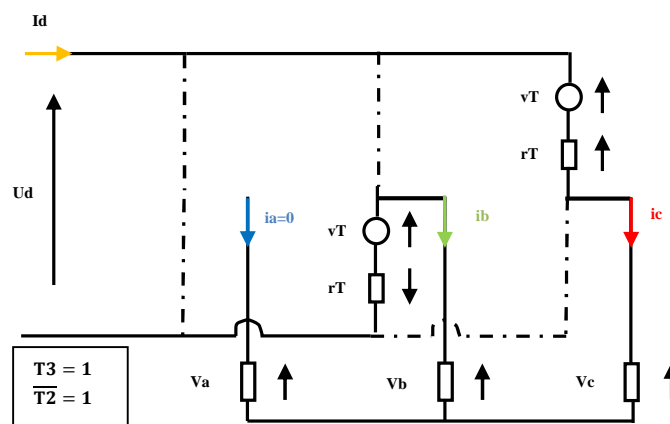 Id
vT
rT
Ud
ia=0
vT
ib
ic
rT
T3 = 1
T2̅ = 1
Va
Vb
Vc